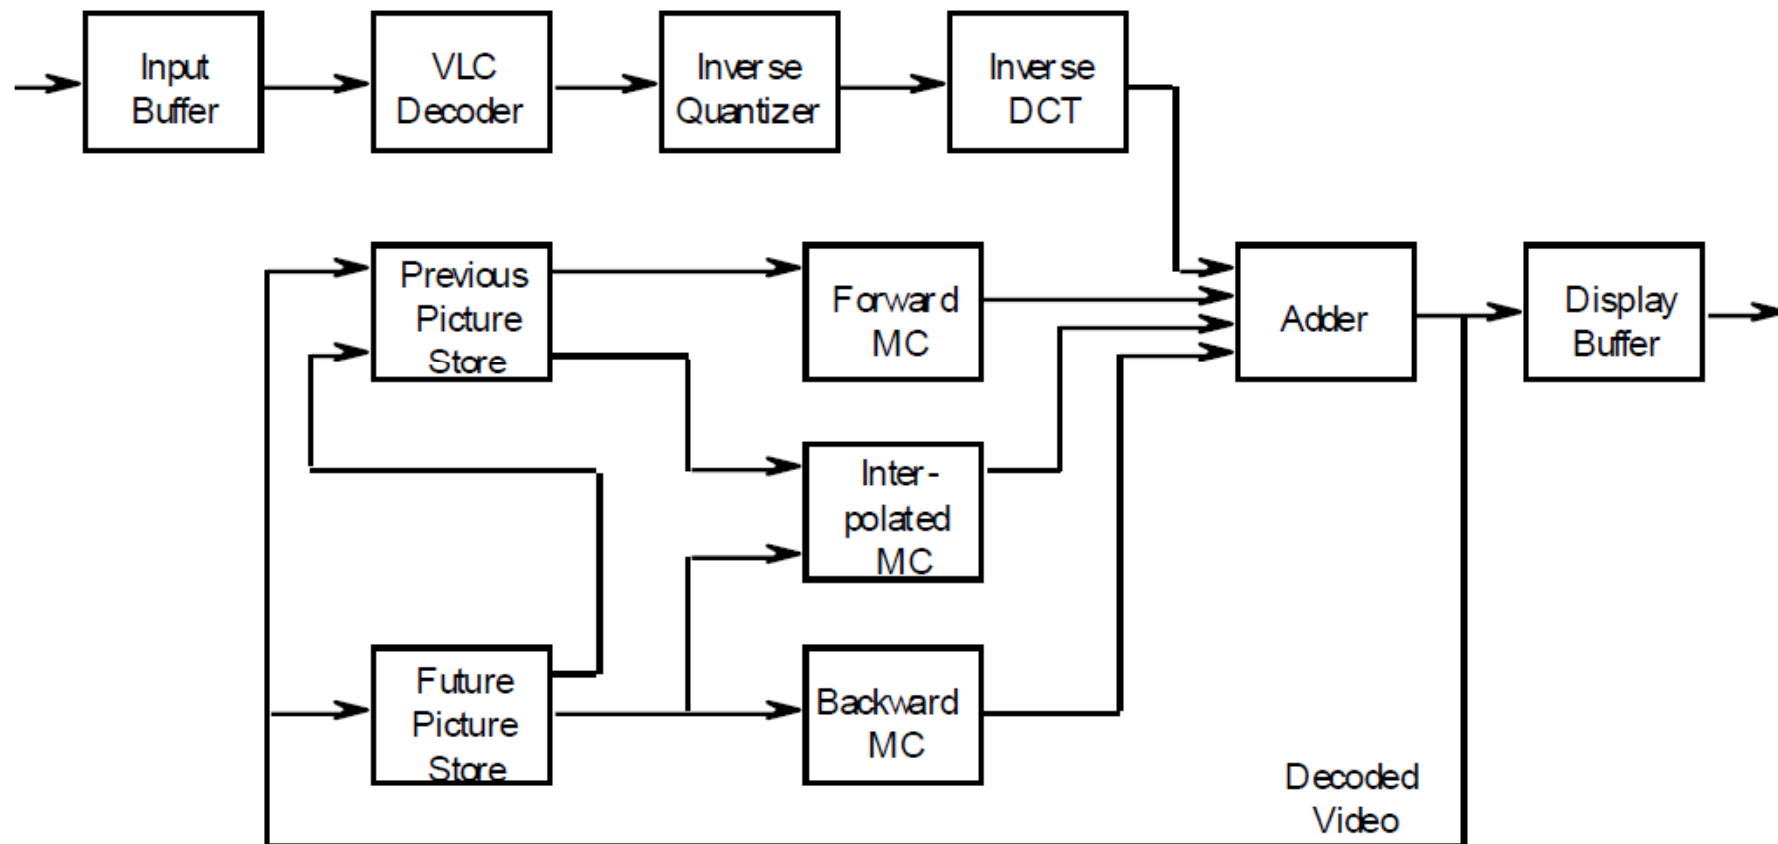 Input
Buffer
VLC
Decoder
Inverse
Quantizer
Inverse
DCT
Previous
Picture
Store
Forward
MC
Adder
Display
Buffer
Inter-
polated
MC
Future
Picture
Store
Backward
MC
Decoded
Video